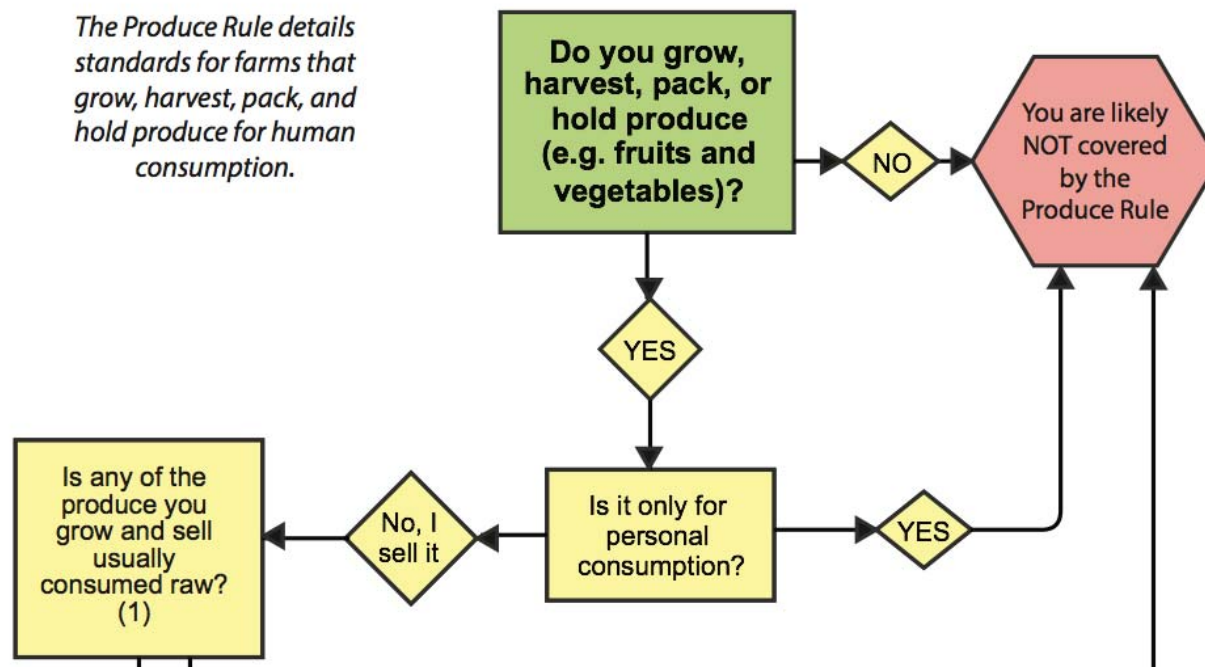 The Produce Rule details
standards for farms that
grow, harvest, pack, and
hold produce for human
consumption.
Do you grow,
harvest, pack, or
hold produce
(e.g. fruits and
vegetables)?
NO
You are likely
NOT covered
by the
Produce Rule
YES
Is any of the
produce you
grow and sell
usually
consumed raw?
(1)
No, I
sell it
Is it only for
personal
consumption?
YES